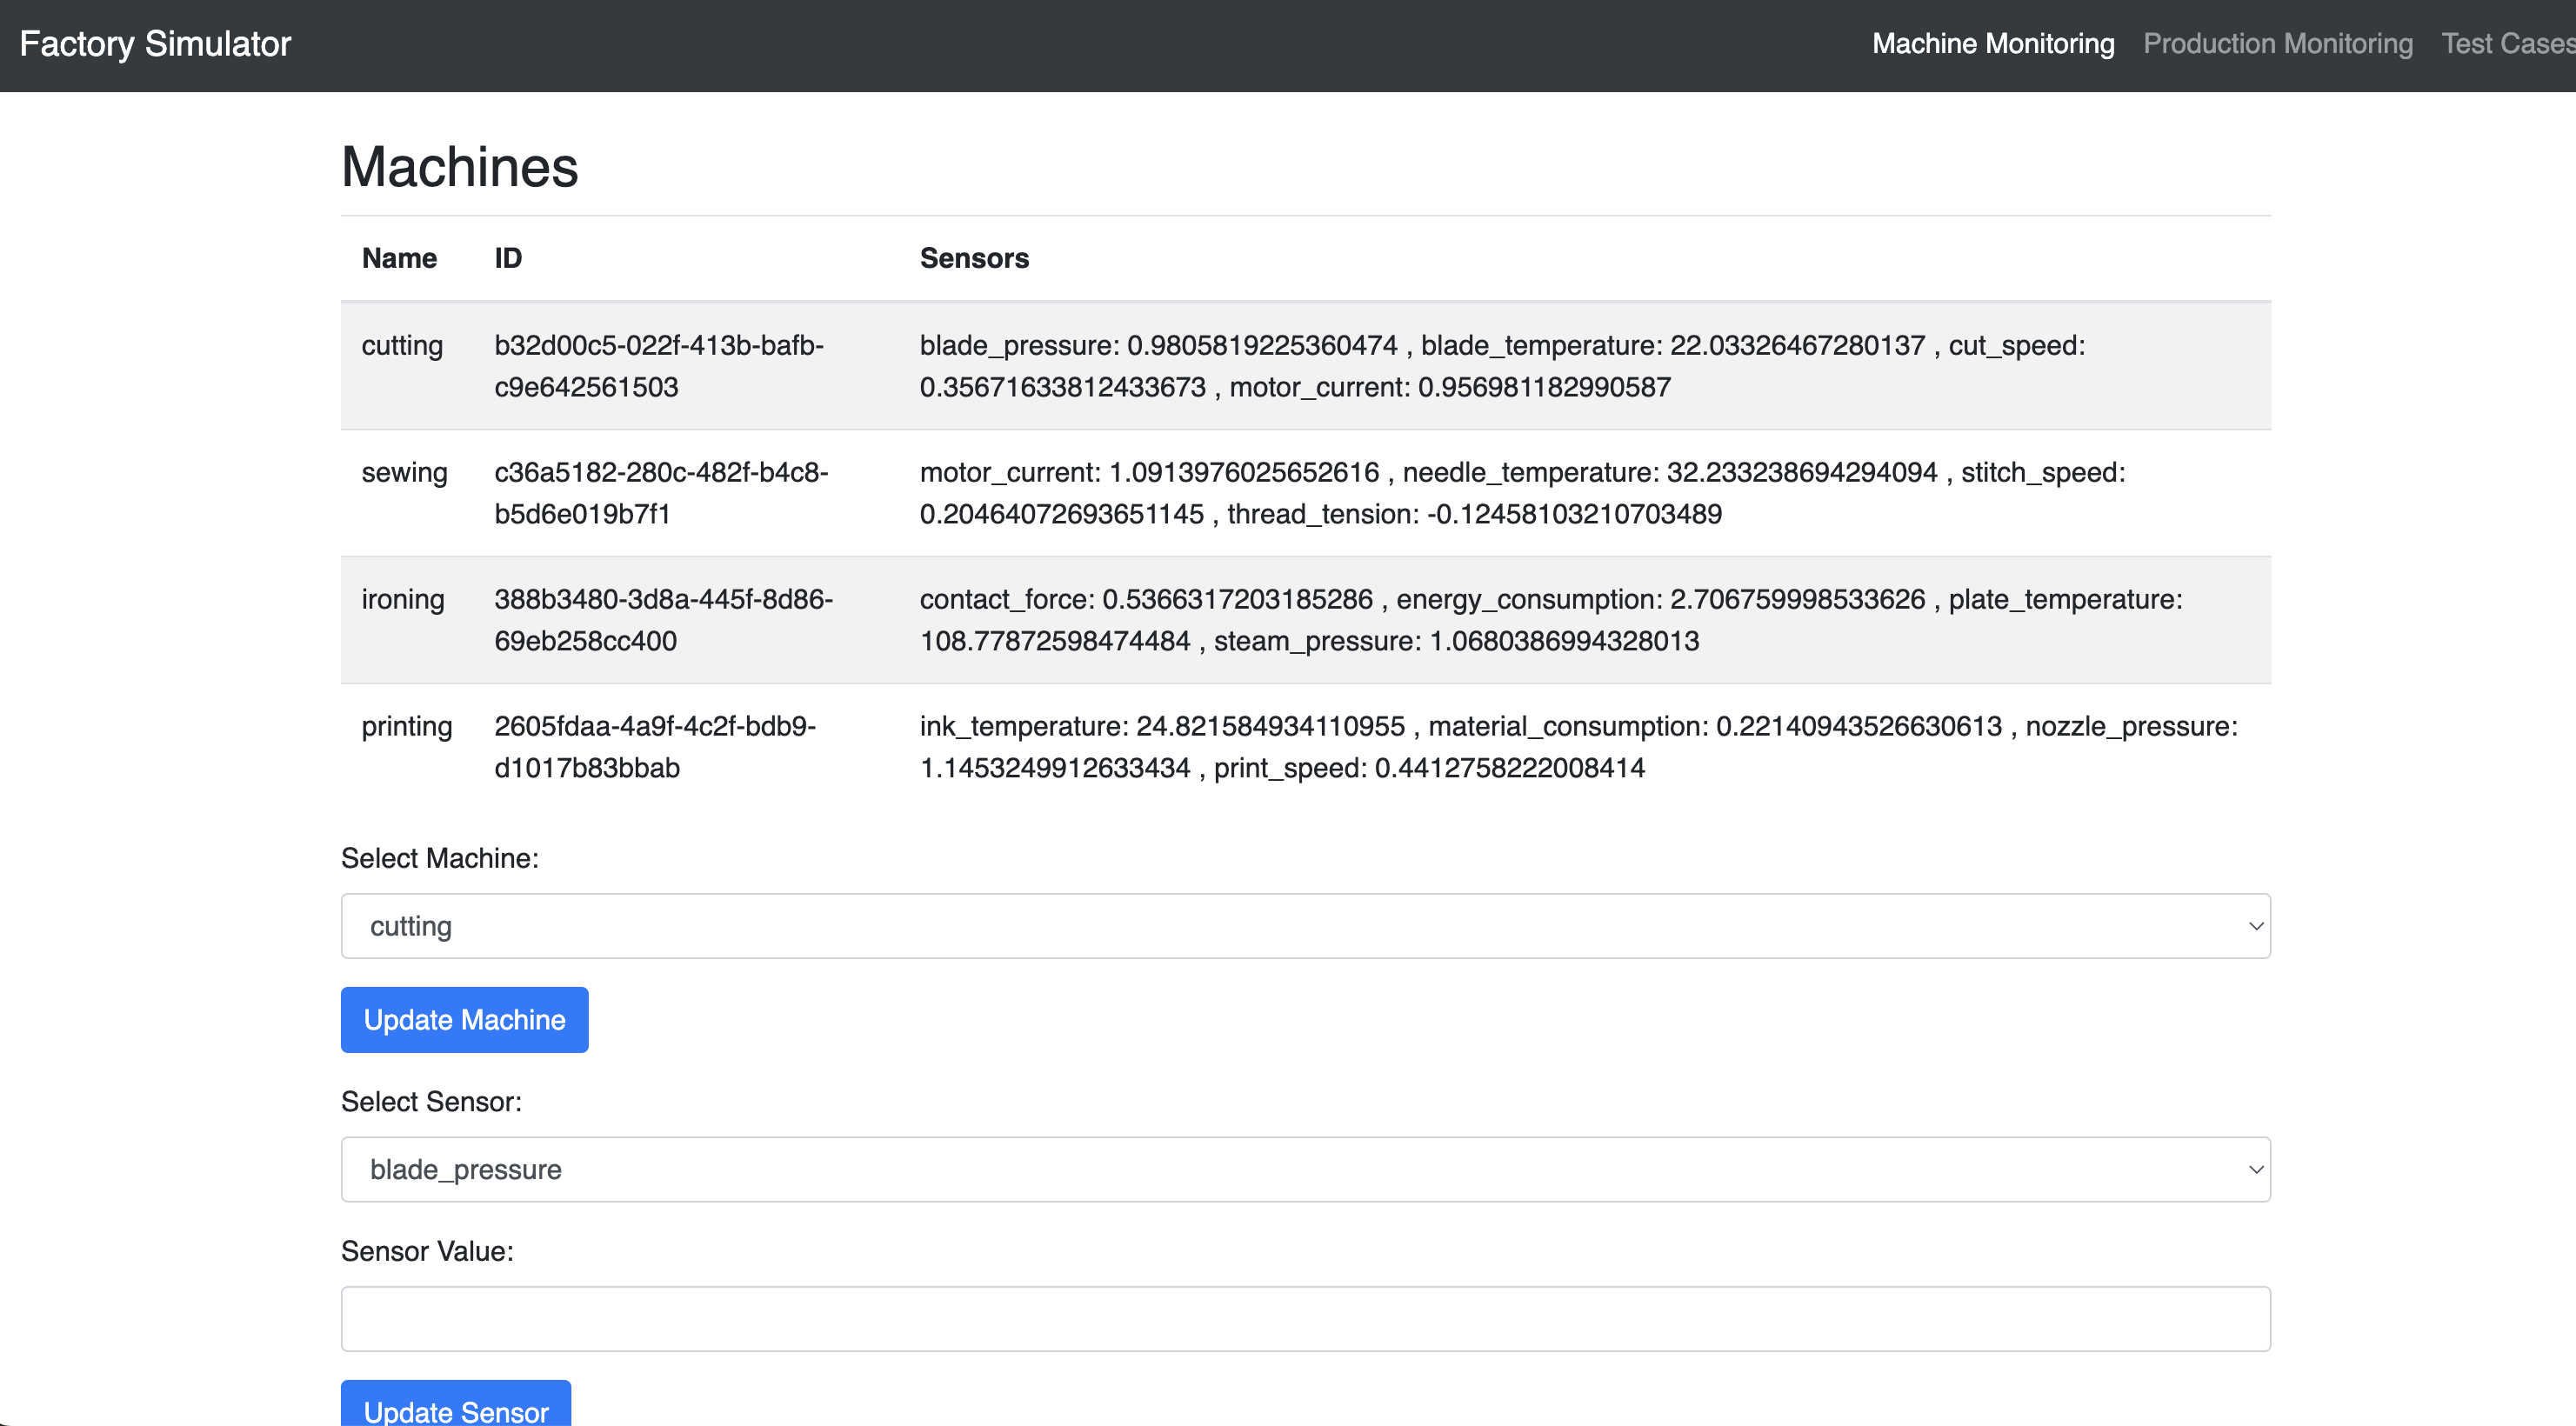 Factory Simulator
Machine Monitoring Production Monitoring Test Cases
Machines
Name ID Sensors
cutting b32d00c5-022f-413b-bafb-c9e642561503 blade_pressure: 0.9805819225360474 , blade_temperature: 22.03326467280137 , cut_speed:
0.35671633812433673 , motor_current: 0.956981182990587
sewing c36a5182-280c-482f-b4c8-b5d6e019b7f1 motor_current: 1.0913976025652616 , needle_temperature: 32.233238694294094 , stitch_speed:
0.20464072693651145 , thread_tension: -0.12458103210703489
ironing 388b3480-3d8a-445f-8d86-69eb258cc400 contact_force: 0.5366317203185286 , energy_consumption: 2.706759998533626 , plate_temperature:
108.77872598474484 , steam_pressure: 1.0680386994328013
printing 2605fdaa-4a9f-4c2f-bdb9-d1017b83bbab ink_temperature: 24.821584934110955 , material_consumption: 0.22140943526630613 , nozzle_pressure:
1.1453249912633434 , print_speed: 0.4412758222008414
Select Machine:
cutting
Update Machine
Select Sensor:
blade_pressure
Sensor Value:
Update Sensor